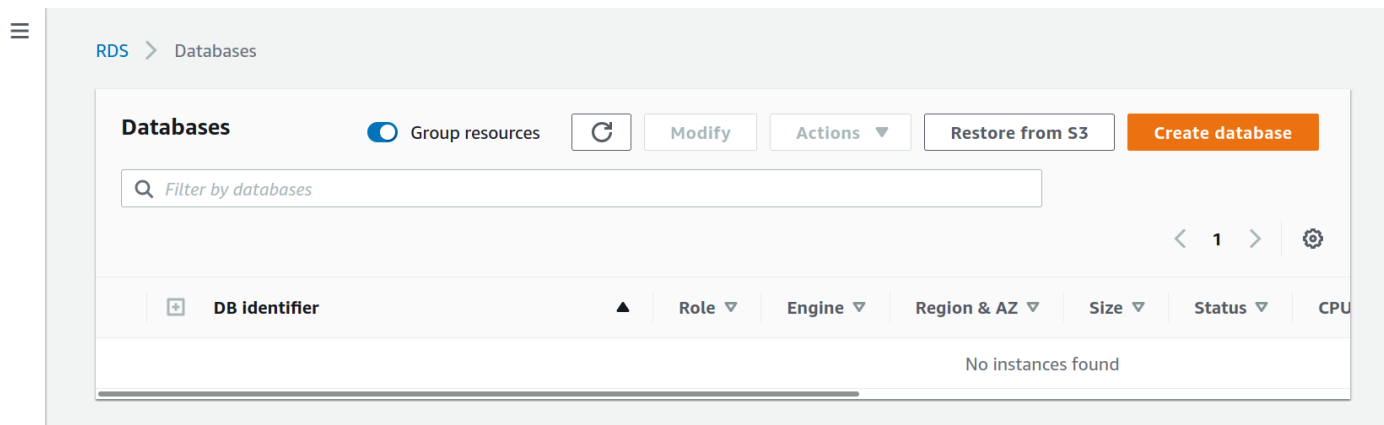 RDS > Databases
Databases Group resources Modify Actions Restore from S3 Create database
Filter by databases
1
DB identifier Role Engine Region & AZ Size Status CPU
No instances found